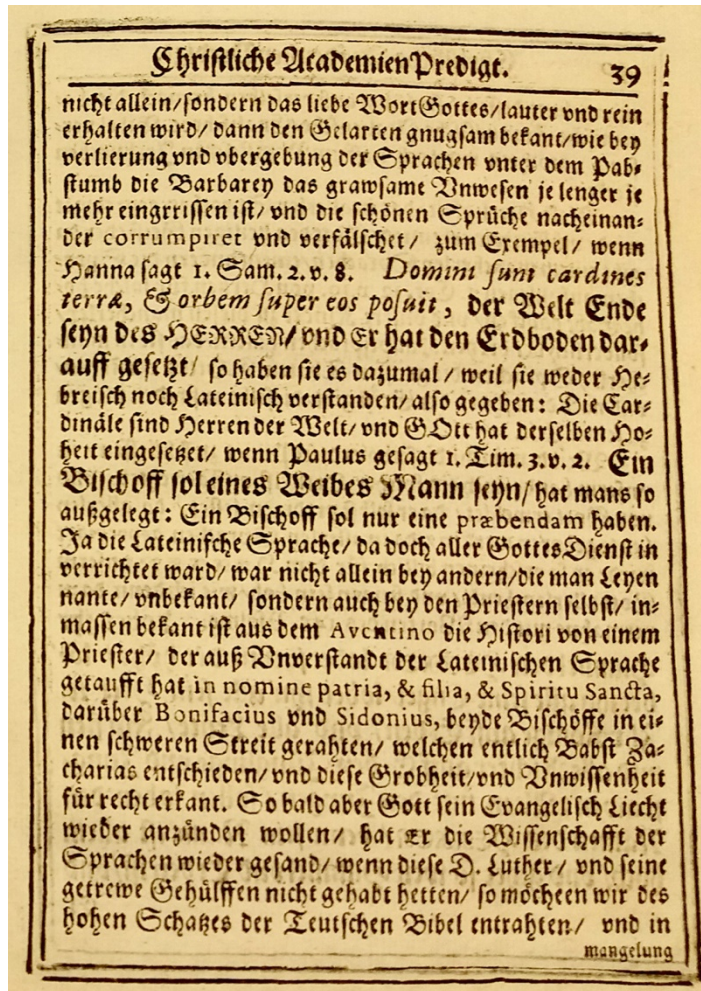 Christliche AcademienPredigt. 39
nicht allein/sondern das liebe WortGottes/lauter vnd rein
erhalten wird/ dann den Gelarten gnugsam bekant/wie bey
verlierung vnd vbergebung der Sprachen vnter dem Pab-
stumb die Barbarey das grawsame Vnwesen je lenger je
mehr eingrrissen ist/ vnd die schönen Sprüche nacheinan-
der corrumpiret vnd verfälschet/ zum Exempel/ wenn
Hanna sagt 1. Sam. 2. v. 8. Domini sunt cardines
terræ, & orbem super eos posuit, der Welt Ende
seyn des HERREN/ vnd Er hat den Erdboden dar-
auff gesetzt/ so haben sie es dazumal/ weil sie weder He-
breisch noch Lateinisch verstanden/ also gegeben: Die Car-
dinäle sind Herren der Welt/ vnd GOtt hat derselben Ho-
heit eingesetzet/ wenn Paulus gesagt 1. Tim. 3. v. 2. Ein
Bischoff sol eines Weibes Mann seyn/ hat mans so
außgelegt: Ein Bischoff sol nur eine præbendam haben.
Ja die Lateinische Sprache/ da doch aller GottesDienst in
verrichtet ward/ war nicht allein bey andern/die man Leyen
nante/ vnbekant/ sondern auch bey den Priestern selbst/ in-
massen bekant ist aus dem Aventino die Histori von einem
Priester/ der auß Vnverstandt der Lateinischen Sprache
getaufft hat in nomine patria, & filia, & Spiritu Sancta,
darüber Bonifacius vnd Sidonius, beyde Bischöffe in ei-
nen schweren Streit gerahten/ welchen entlich Babst Za-
charias entschieden/ vnd diese Grobheit/vnd Vnwissenheit
für recht erkant. So bald aber Gott sein Evangelisch Liecht
wieder anzünden wollen/ hat Er die Wissenschafft der
Sprachen wieder gesand/ wenn diese D. Luther/ vnd seine
getrewe Gehülffen nicht gehabt hetten/ so möcheen wir des
hohen Schatzes der Teutschen Bibel entrahten/ vnd in
mangelung